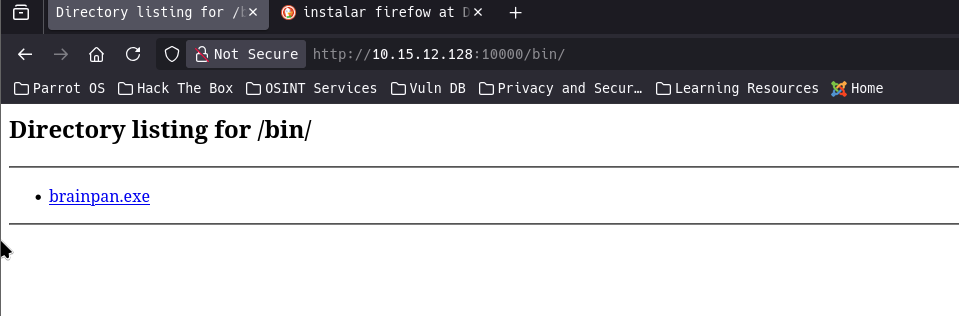 Directory listing for /b
instalar firefow at D
Not Secure http://10.15.12.128:10000/bin/
Parrot OS Hack The Box OSINT Services Vuln DB Privacy and Secur… Learning Resources Home
Directory listing for /bin/
• brainpan.exe